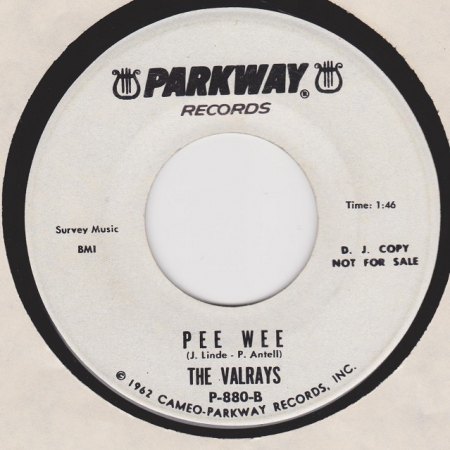 PARKWAY®
RECORDS
Time: 1:46
Survey Music
BMI
D. J. COPY
NOT FOR SALE
PEE WEE
(J. Linde - P. Antell)
THE VALRAYS
P-880-B
© 1962 CAMEO-PARKWAY RECORDS, INC.